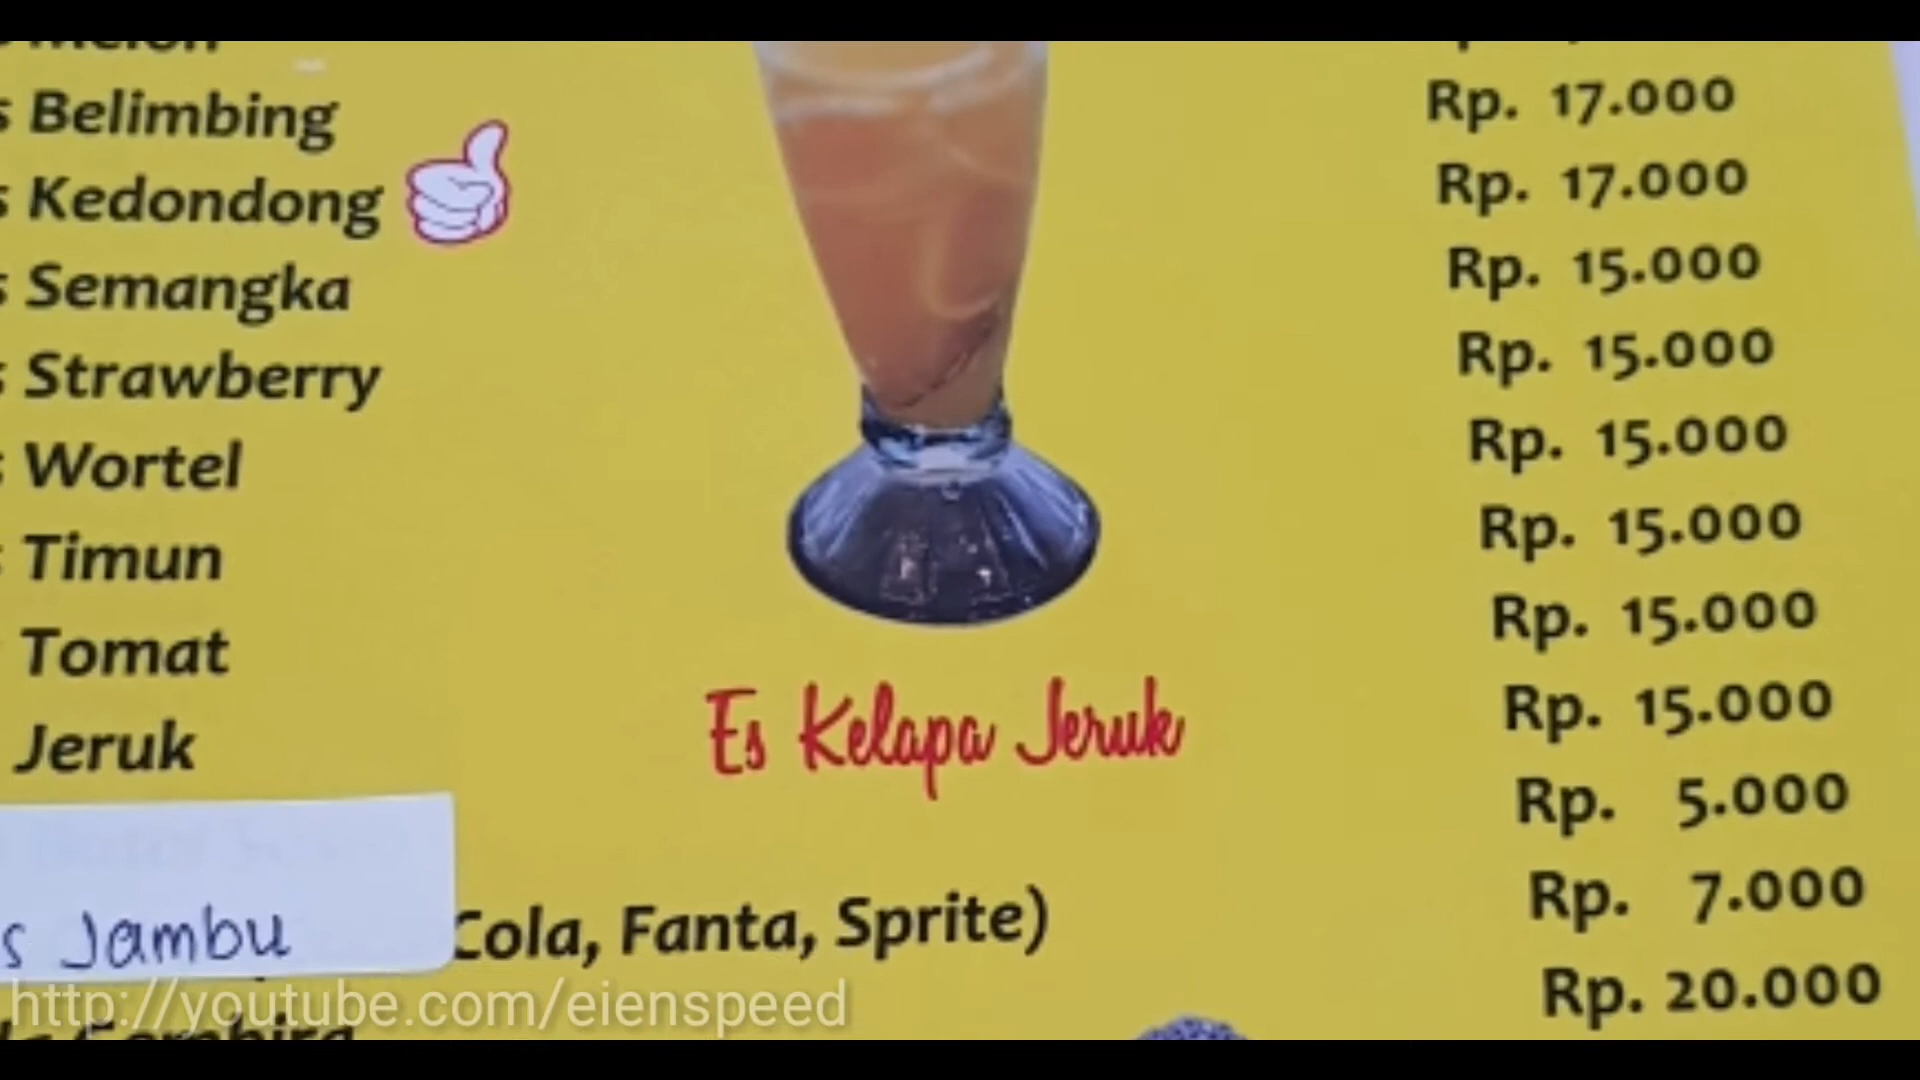 Melon
Belimbing Rp. 17.000
Kedondong Rp. 17.000
Semangka Rp. 15.000
Strawberry Rp. 15.000
Wortel Rp. 15.000
Timun Rp. 15.000
Tomat Rp. 15.000
Jeruk Rp. 15.000
Es Kelapa Jeruk
Rp. 5.000
Jambu Cola, Fanta, Sprite) Rp. 7.000
Rp. 20.000
http://youtube.com/eienspeed